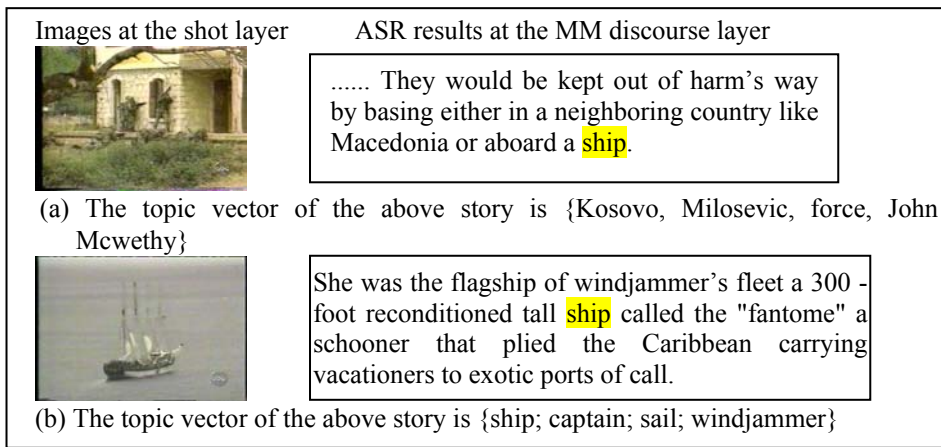 Images at the shot layer ASR results at the MM discourse layer
...... They would be kept out of harm's way
by basing either in a neighboring country like
Macedonia or aboard a ship.
(a) The topic vector of the above story is {Kosovo, Milosevic, force, John
Mcwethy}
She was the flagship of windjammer's fleet a 300 -
foot reconditioned tall ship called the "fantome" a
schooner that plied the Caribbean carrying
vacationers to exotic ports of call.
(b) The topic vector of the above story is {ship; captain; sail; windjammer}